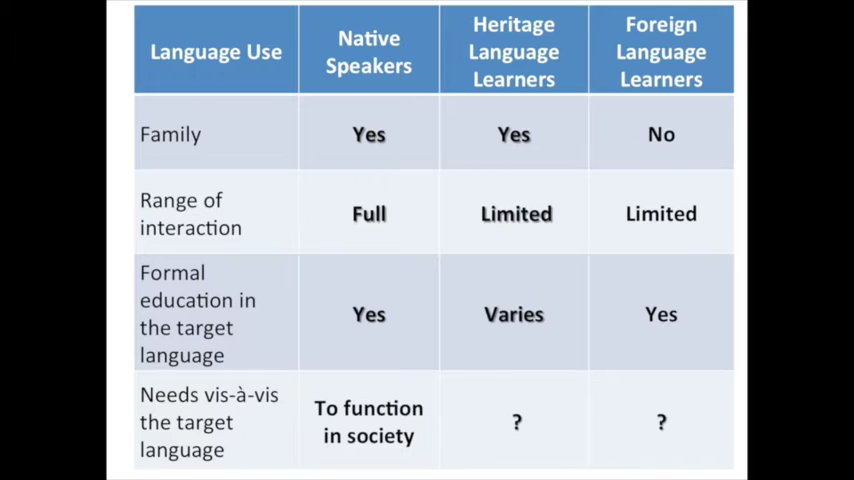 Language Use
Native
Speakers
Heritage
Language
Learners
Foreign
Language
Learners
Family
Yes
Yes
No
Range of
interaction
Full
Limited
Limited
Formal
education in
the target
language
Yes
Varies
Yes
Needs vis-à-vis
the target
language
To function
in society
?
?